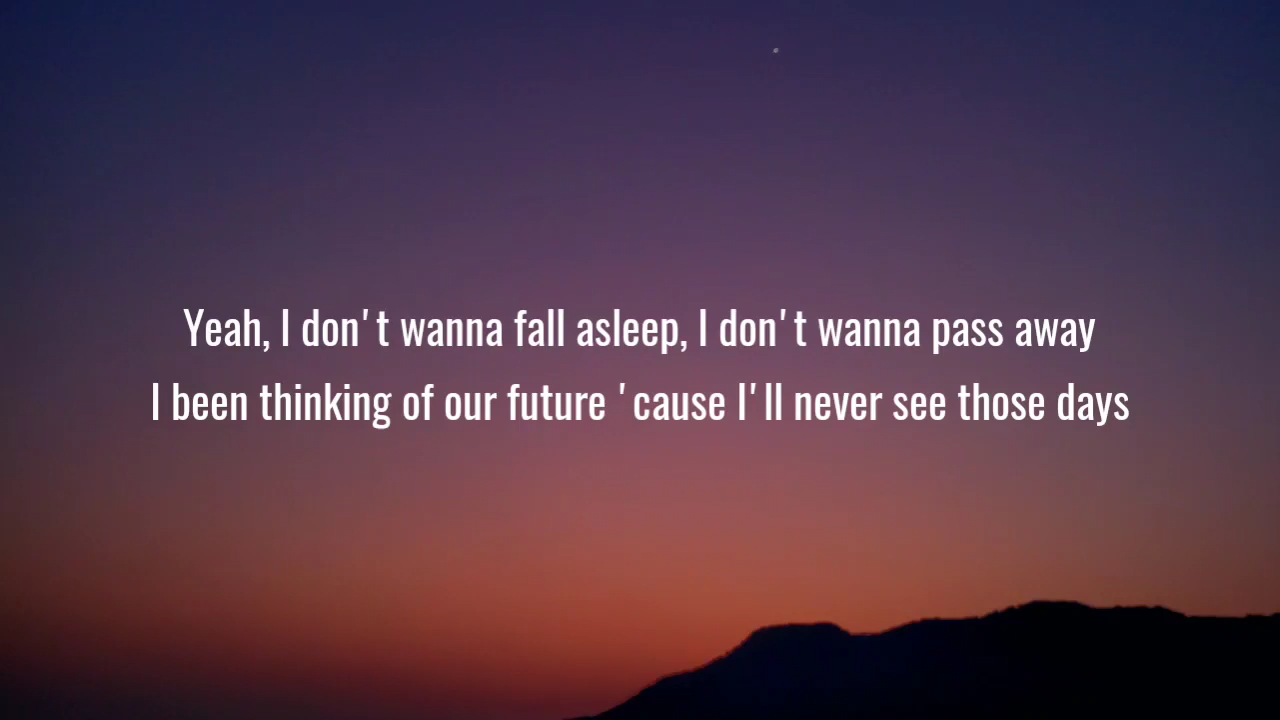 Yeah, I don't wanna fall asleep, I don't wanna pass away
I been thinking of our future 'cause I'll never see those days